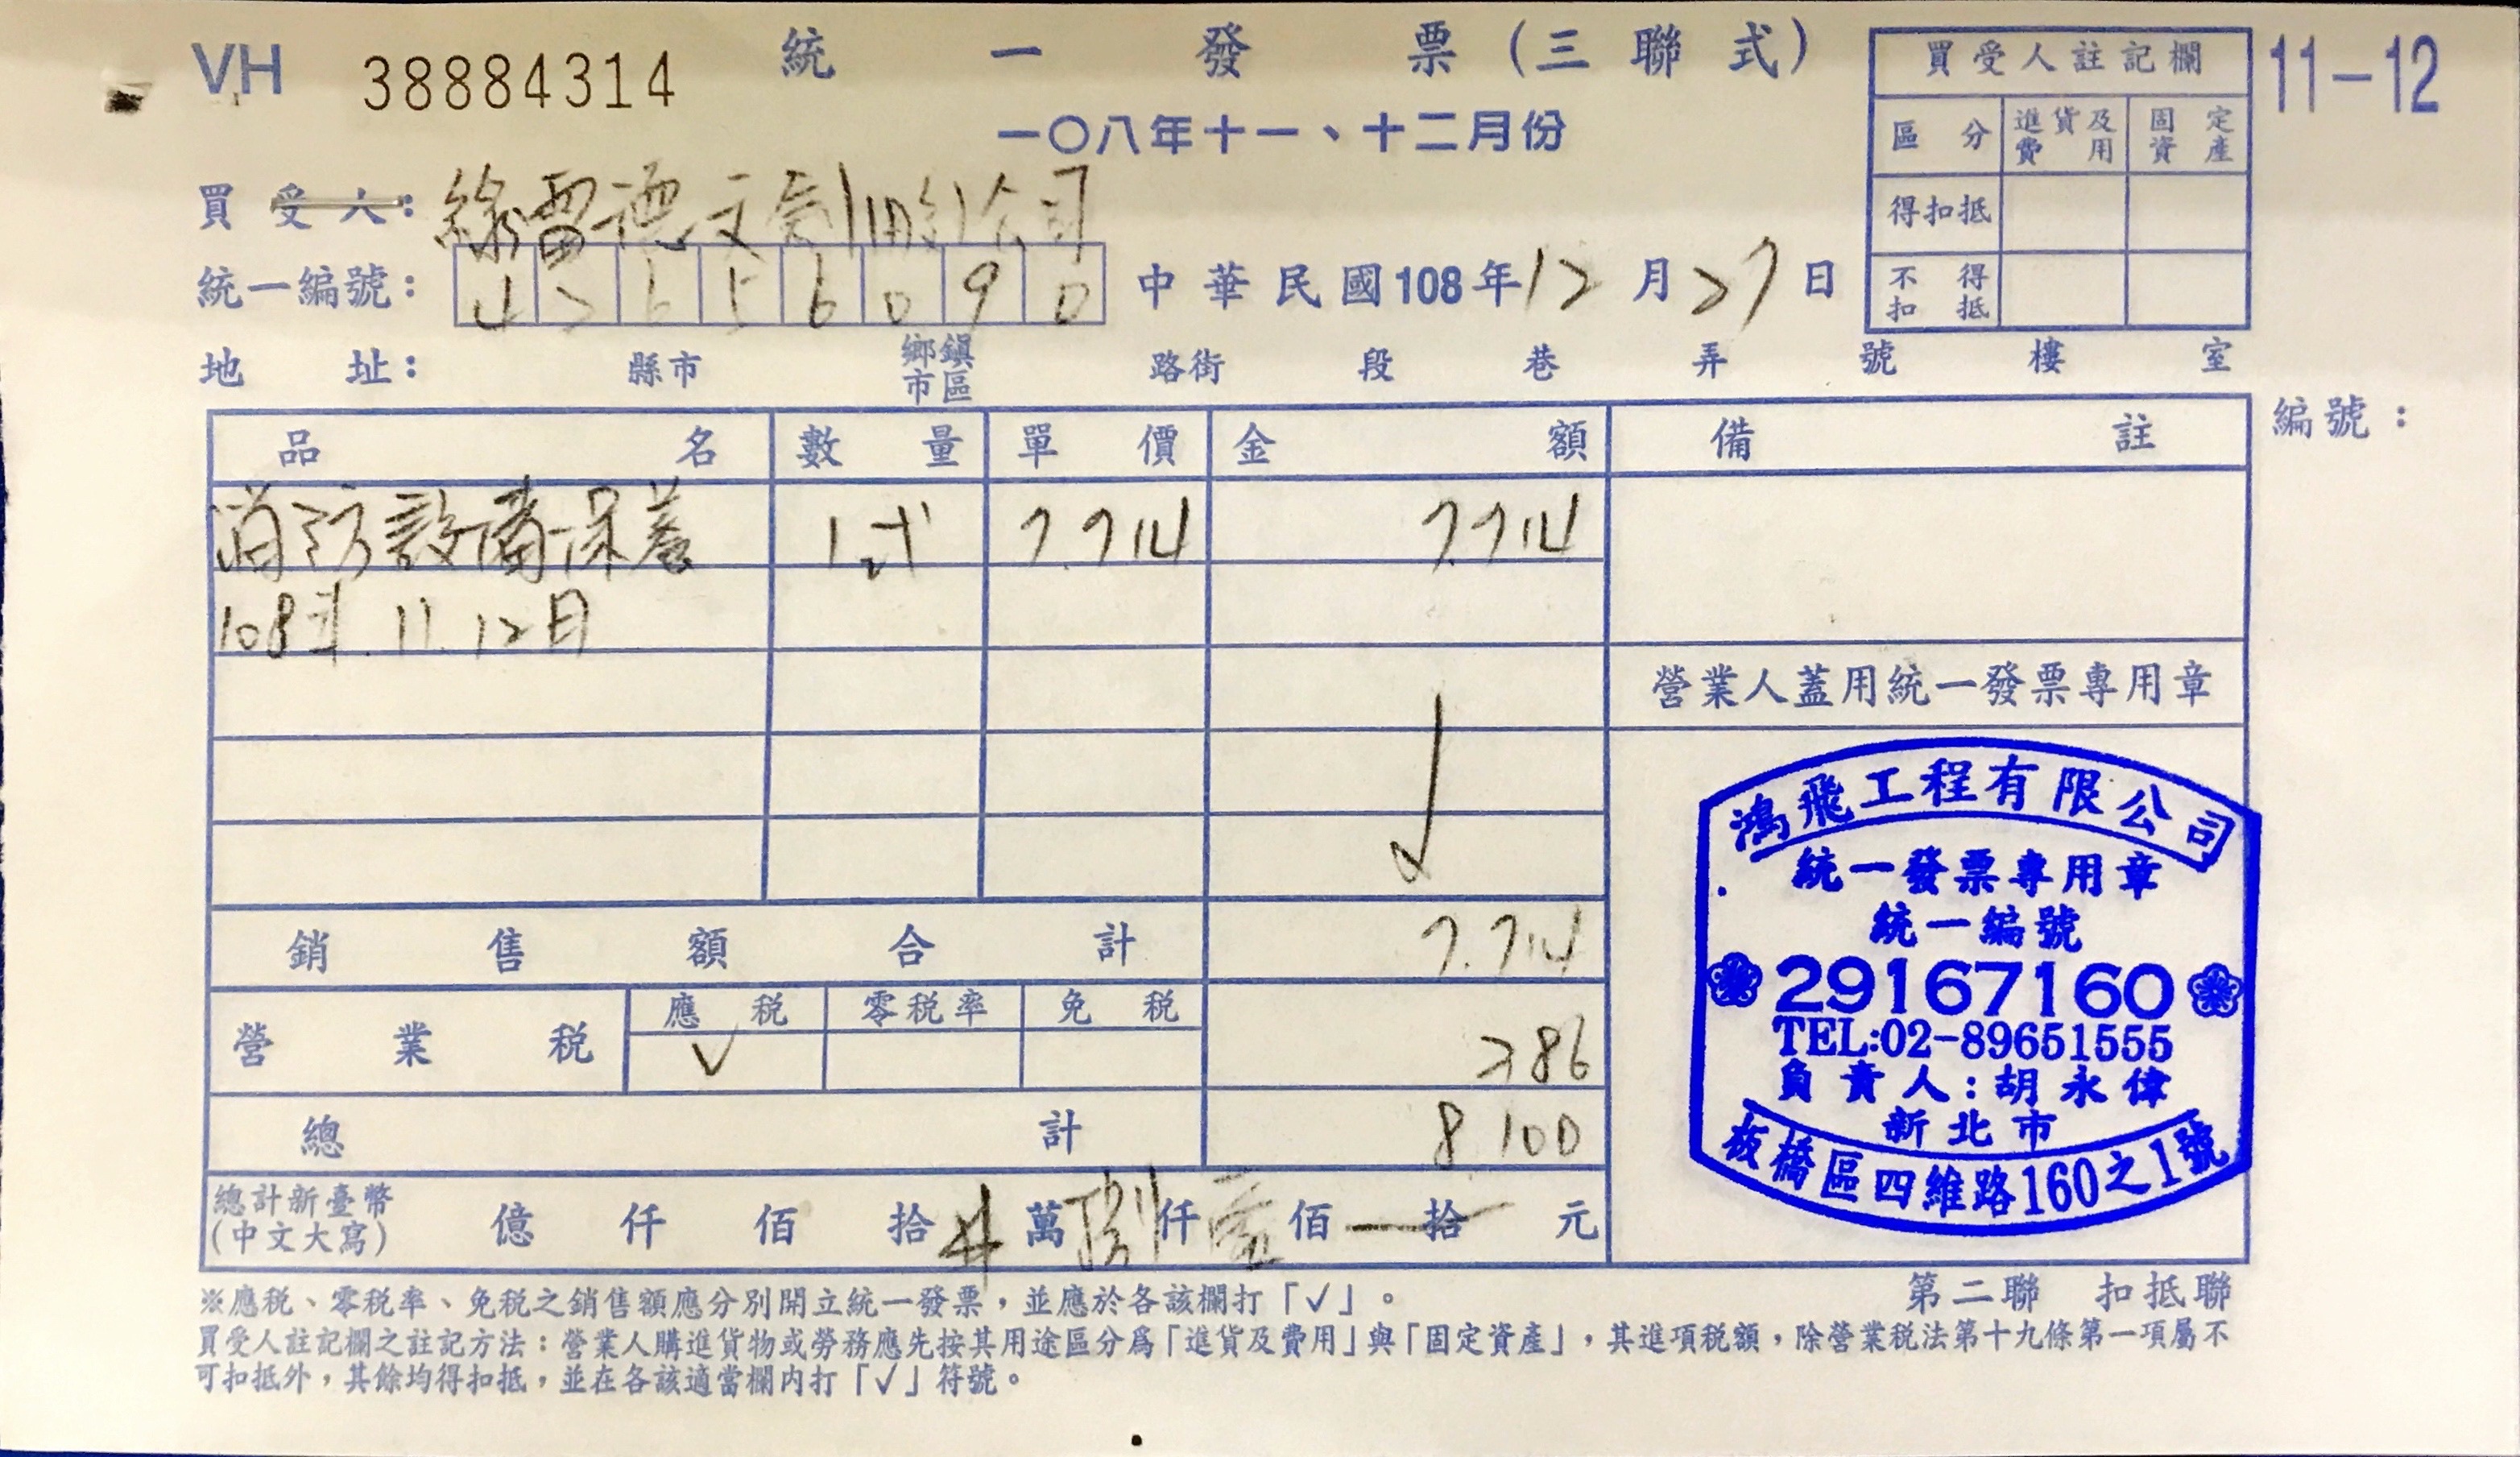 VH 38884314 統一發票(三聯式) 11-12
一〇八年十一、十二月份
買受人註記欄
區分 進貨及費用 固定資產
得扣抵
不得扣抵
買受人: 綠雷德文創股份公司
統一編號: 42656090 中華民國108年12月27日
地址: 縣市 鄉鎮市區 路街 段 巷 弄 號 樓 室
編號:
品名 數量 單價 金額 備註
消防設備保養 1式 7.714 7.714
108年.11.12月
營業人蓋用統一發票專用章
銷售額合計 7.714
營業稅 應稅 零稅率 免稅
✓ 386
總計 8100
總計新臺幣(中文大寫) 億 仟 佰 拾 萬 捌仟 壹佰 拾 元
鴻飛工程有限公司
統一發票專用章
統一編號
29167160
TEL:02-89651555
負責人:胡永偉
新北市
板橋區四維路160之1號
第二聯 扣抵聯
※應稅、零稅率、免稅之銷售額應分別開立統一發票,並應於各該欄打「✓」。
買受人註記欄之註記方法:營業人購進貨物或勞務應先按其用途區分為「進貨及費用」與「固定資產」,其進項稅額,除營業稅法第十九條第一項屬不
可扣抵外,其餘均得扣抵,並在各該適當欄內打「✓」符號。